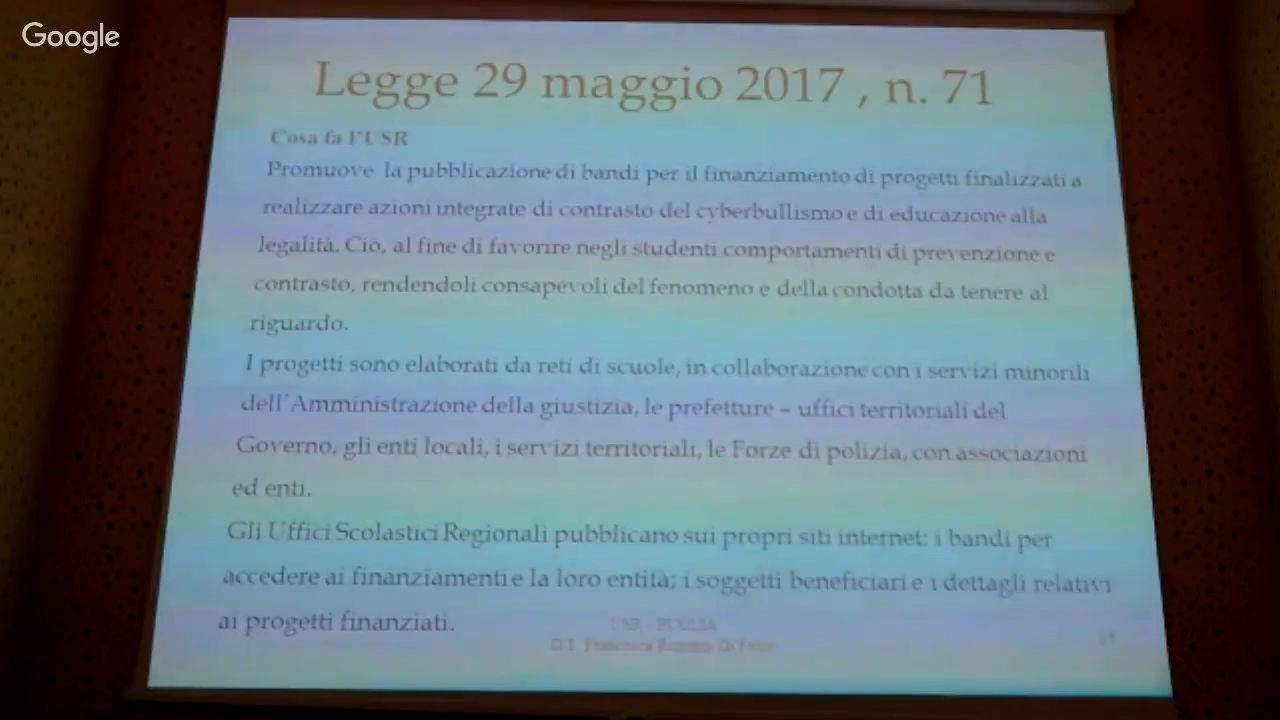 Google
Legge 29 maggio 2017 , n. 71
Cosa fa l'USR
Promuove la pubblicazione di bandi per il finanziamento di progetti finalizzati a
realizzare azioni integrate di contrasto del cyberbullismo e di educazione alla
legalità. Ciò, al fine di favorire negli studenti comportamenti di prevenzione e
contrasto, rendendoli consapevoli del fenomeno e della condotta da tenere al
riguardo.
I progetti sono elaborati da reti di scuole, in collaborazione con i servizi minorili
dell'Amministrazione della giustizia, le prefetture – uffici territoriali del
Governo, gli enti locali, i servizi territoriali, le Forze di polizia, con associazioni
ed enti.
Gli Uffici Scolastici Regionali pubblicano sui propri siti internet: i bandi per
accedere ai finanziamenti e la loro entità; i soggetti beneficiari e i dettagli relativi
ai progetti finanziati.
USR - PUGLIA
Francesca